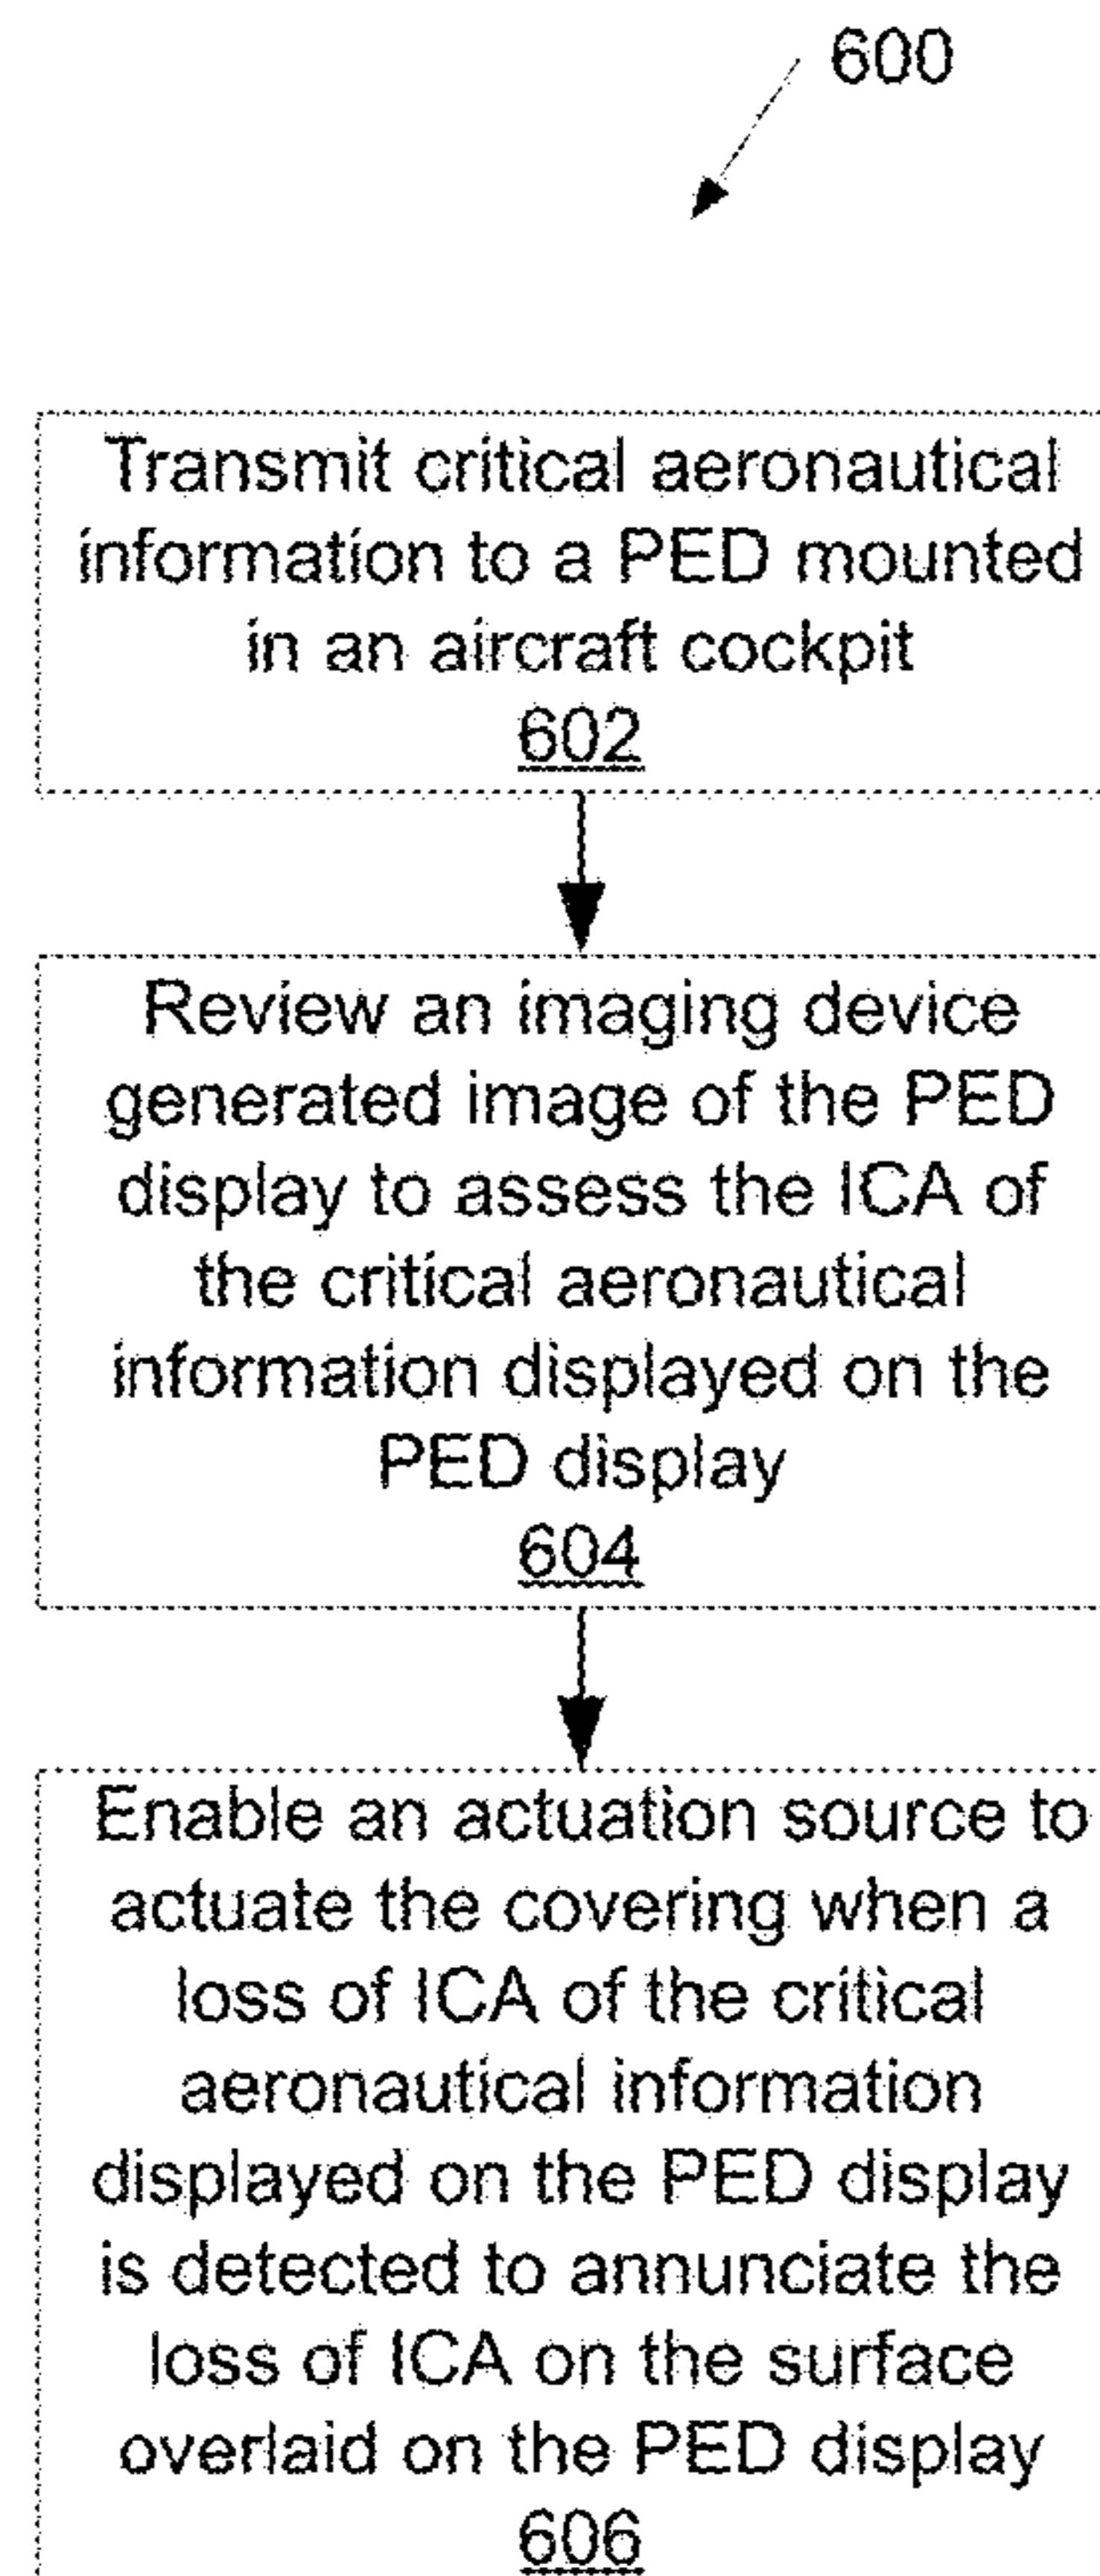 600
Transmit critical aeronautical
information to a PED mounted
in an aircraft cockpit
602
Review an imaging device
generated image of the PED
display to assess the ICA of
the critical aeronautical
information displayed on the
PED display
604
Enable an actuation source to
actuate the covering when a
loss of ICA of the critical
aeronautical information
displayed on the PED display
is detected to annunciate the
loss of ICA on the surface
overlaid on the PED display
606